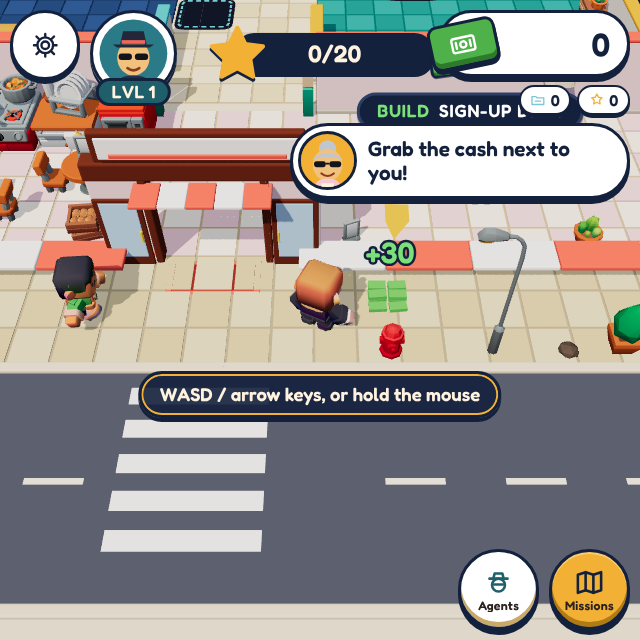 0/20
0
LVL 1
BUILD SIGN-UP
0
0
Grab the cash next to
you!
+30
WASD / arrow keys, or hold the mouse
Agents
Missions